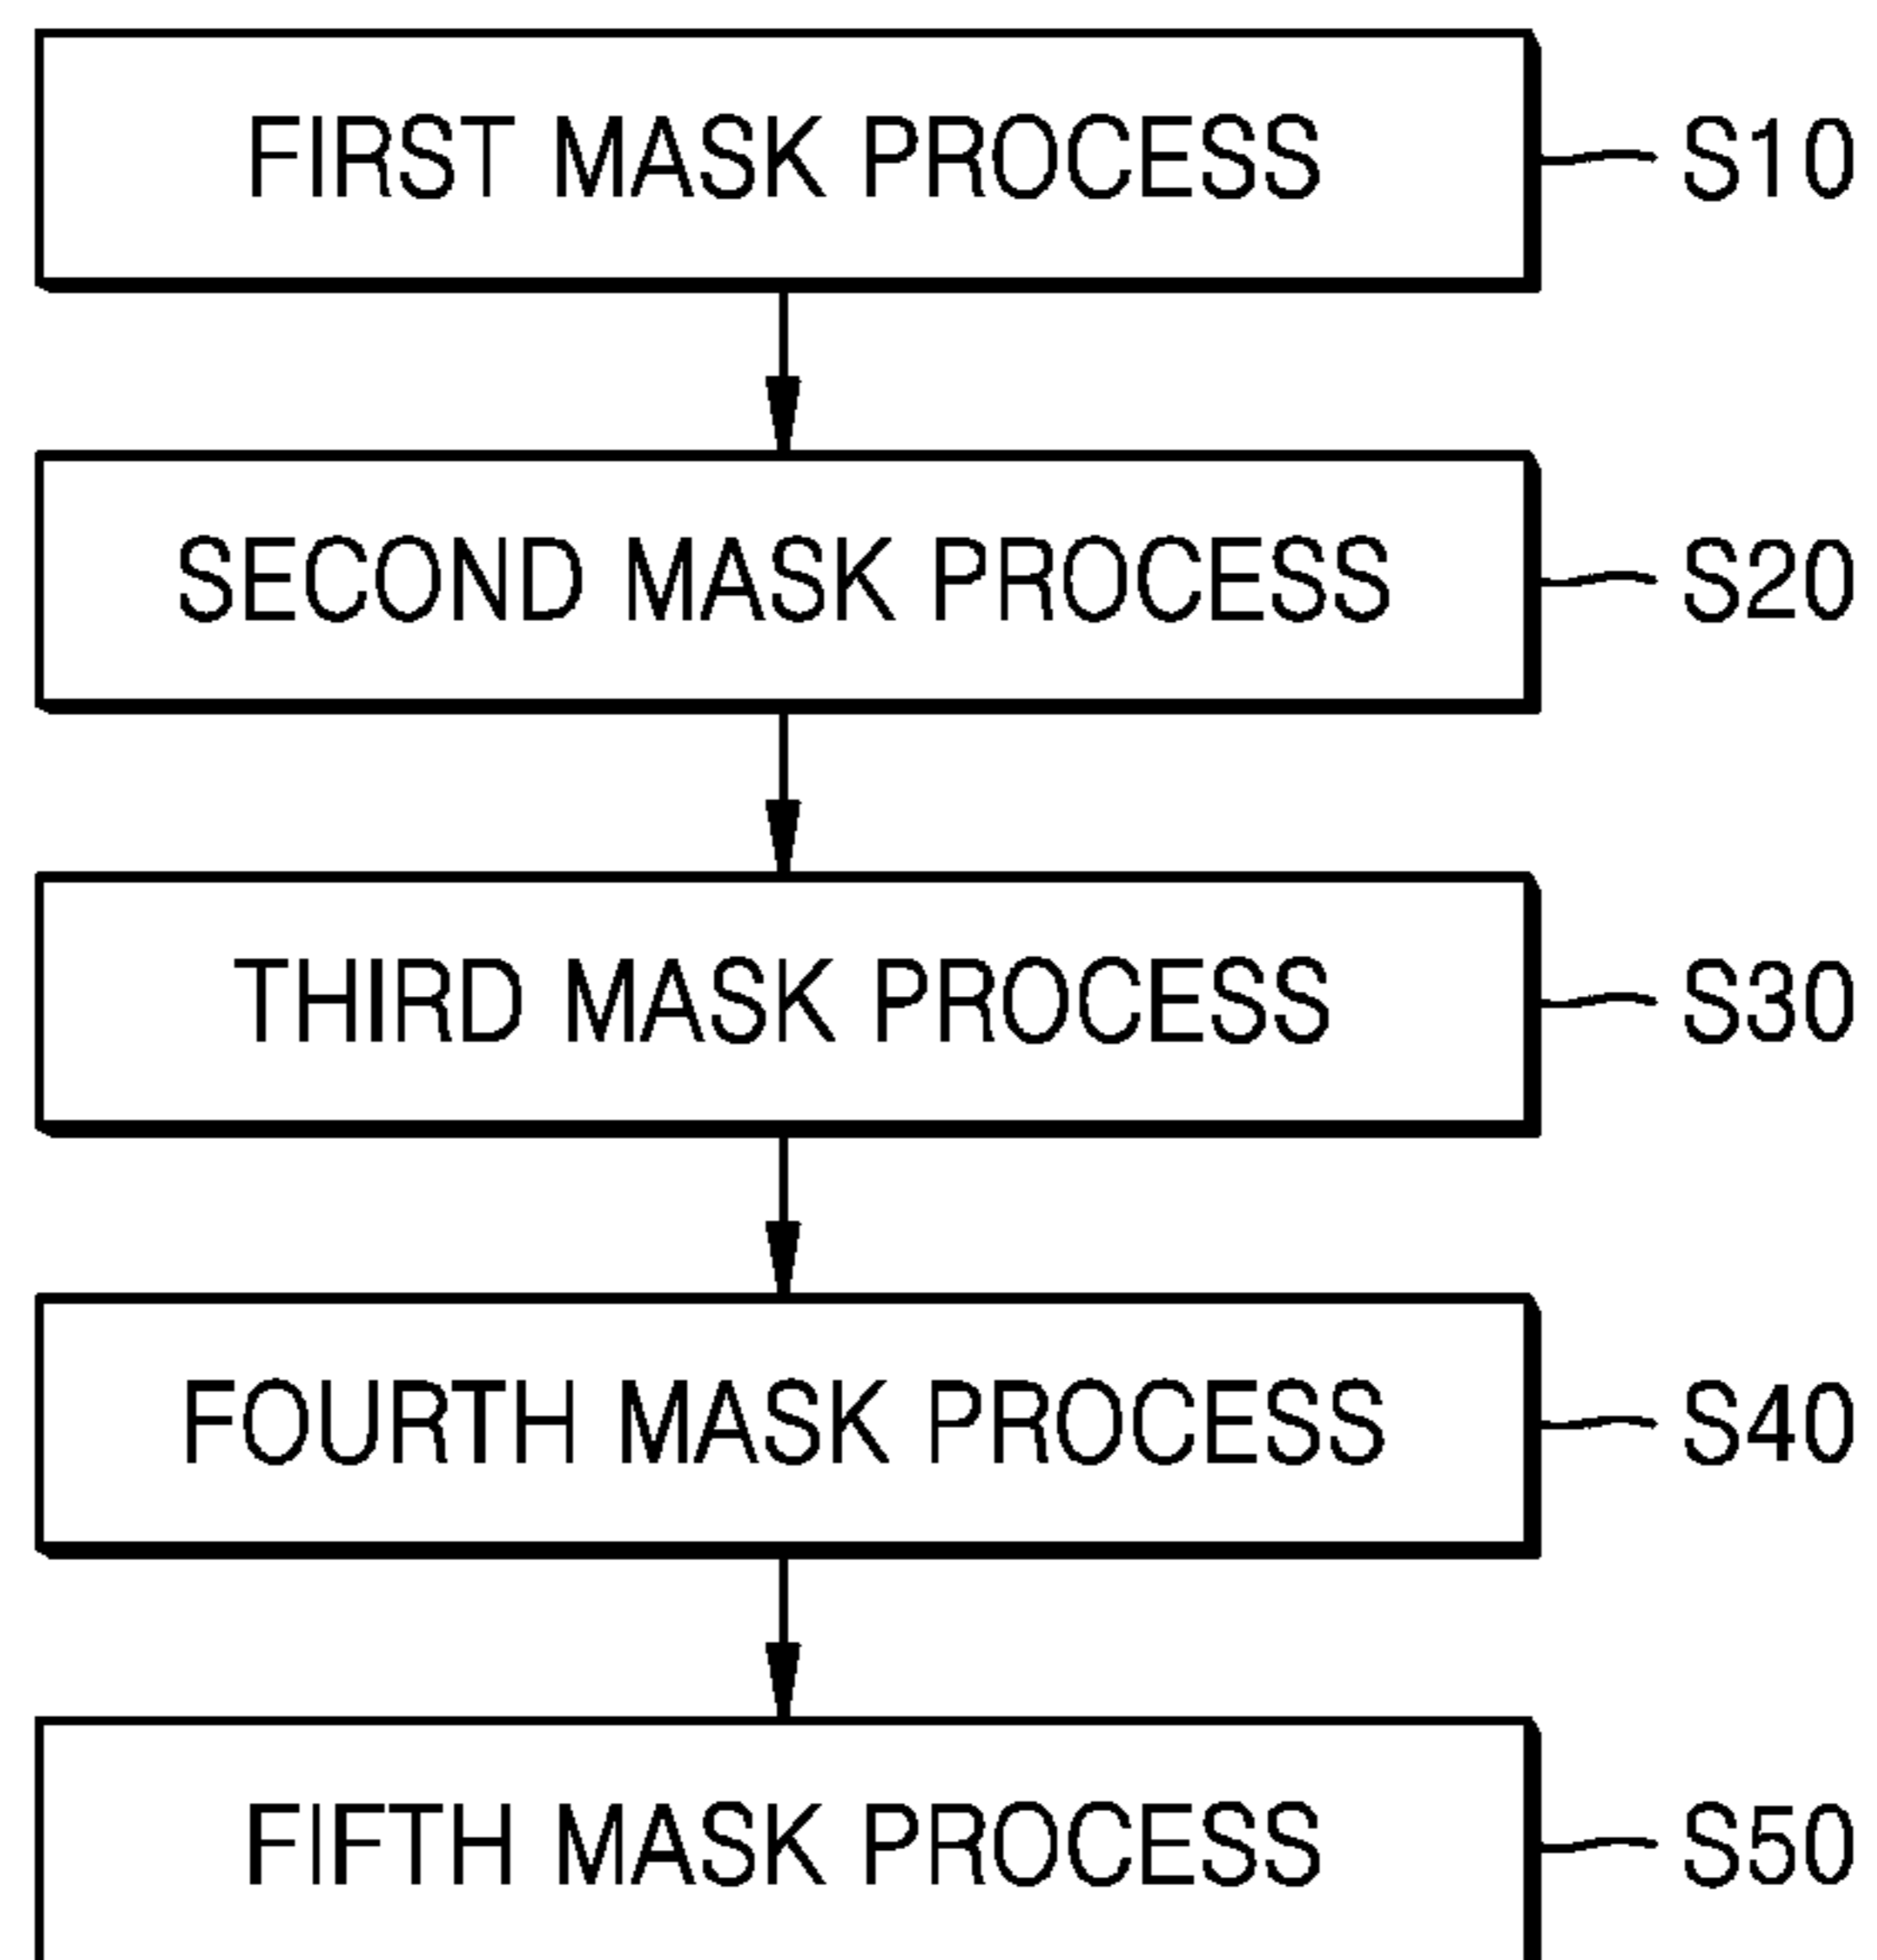 FIRST MASK PROCESS S10
SECOND MASK PROCESS S20
THIRD MASK PROCESS S30
FOURTH MASK PROCESS S40
FIFTH MASK PROCESS S50